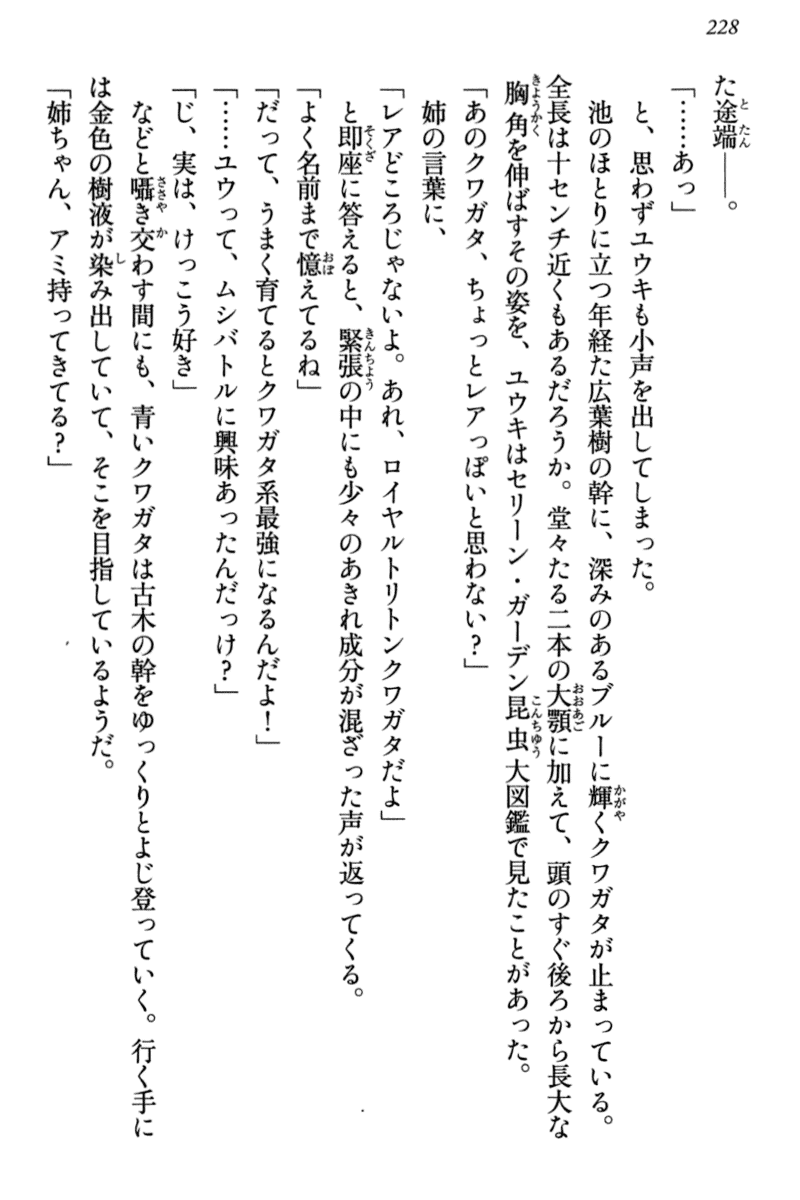 228
た途端――。
「……あっ」
と、思わずユウキも小声を出してしまった。
池のほとりに立つ年経た広葉樹の幹に、深みのあるブルーに輝くクワガタが止まっている。
全長は十センチ近くもあるだろうか。堂々たる二本の大顎に加えて、頭のすぐ後ろから長大な
胸角を伸ばすその姿を、ユウキはセリーン・ガーデン昆虫大図鑑で見たことがあった。
「あのクワガタ、ちょっとレアっぽいと思わない？」
姉の言葉に、
「レアどころじゃないよ。あれ、ロイヤルトリトンクワガタだよ」
と即座に答えると、緊張の中にも少々のあきれ成分が混ざった声が返ってくる。
「よく名前まで憶えてるね」
「だって、うまく育てるとクワガタ系最強になるんだよ！」
「……ユウって、ムシバトルに興味あったんだっけ？」
「じ、実は、けっこう好き」
などと囁き交わす間にも、青いクワガタは古木の幹をゆっくりとよじ登っていく。行く手に
は金色の樹液が染み出していて、そこを目指しているようだ。
「姉ちゃん、アミ持ってきてる？」